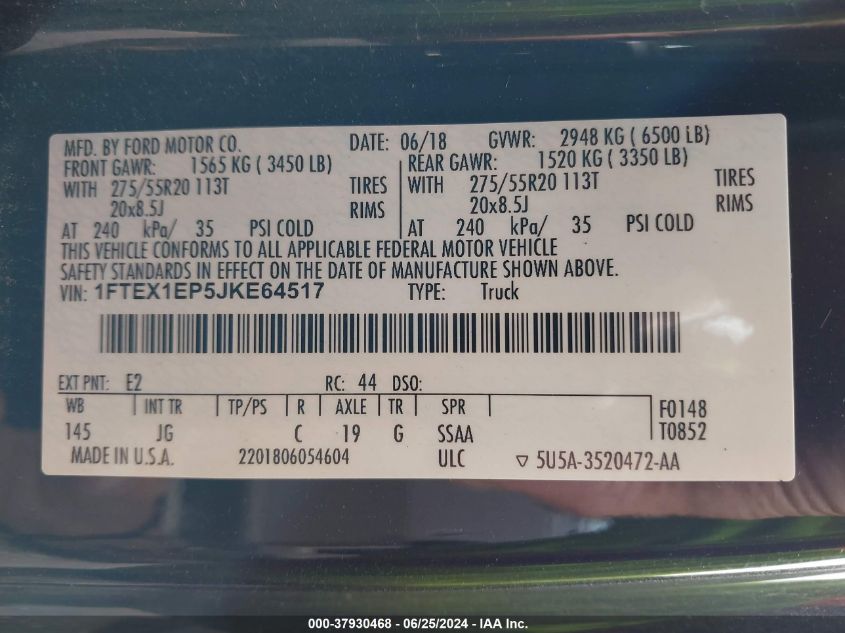 MFD. BY FORD MOTOR CO. DATE: 06/18 GVWR: 2948 KG ( 6500 LB)
FRONT GAWR: 1565 KG ( 3450 LB) REAR GAWR: 1520 KG ( 3350 LB)
WITH 275/55R20 113T TIRES WITH 275/55R20 113T TIRES
20x8.5J RIMS 20x8.5J RIMS
AT 240 kPa/ 35 PSI COLD AT 240 kPa/ 35 PSI COLD
THIS VEHICLE CONFORMS TO ALL APPLICABLE FEDERAL MOTOR VEHICLE
SAFETY STANDARDS IN EFFECT ON THE DATE OF MANUFACTURE SHOWN ABOVE.
VIN: 1FTEX1EP5JKE64517 TYPE: Truck
EXT PNT: E2 RC: 44 DSO:
WB INT TR TP/PS R AXLE TR SPR F0148
145 JG C 19 G SSAA T0852
MADE IN U.S.A. 2201806054604 ULC ▽ 5U5A-3520472-AA
000-37930468 - 06/25/2024 - IAA Inc.